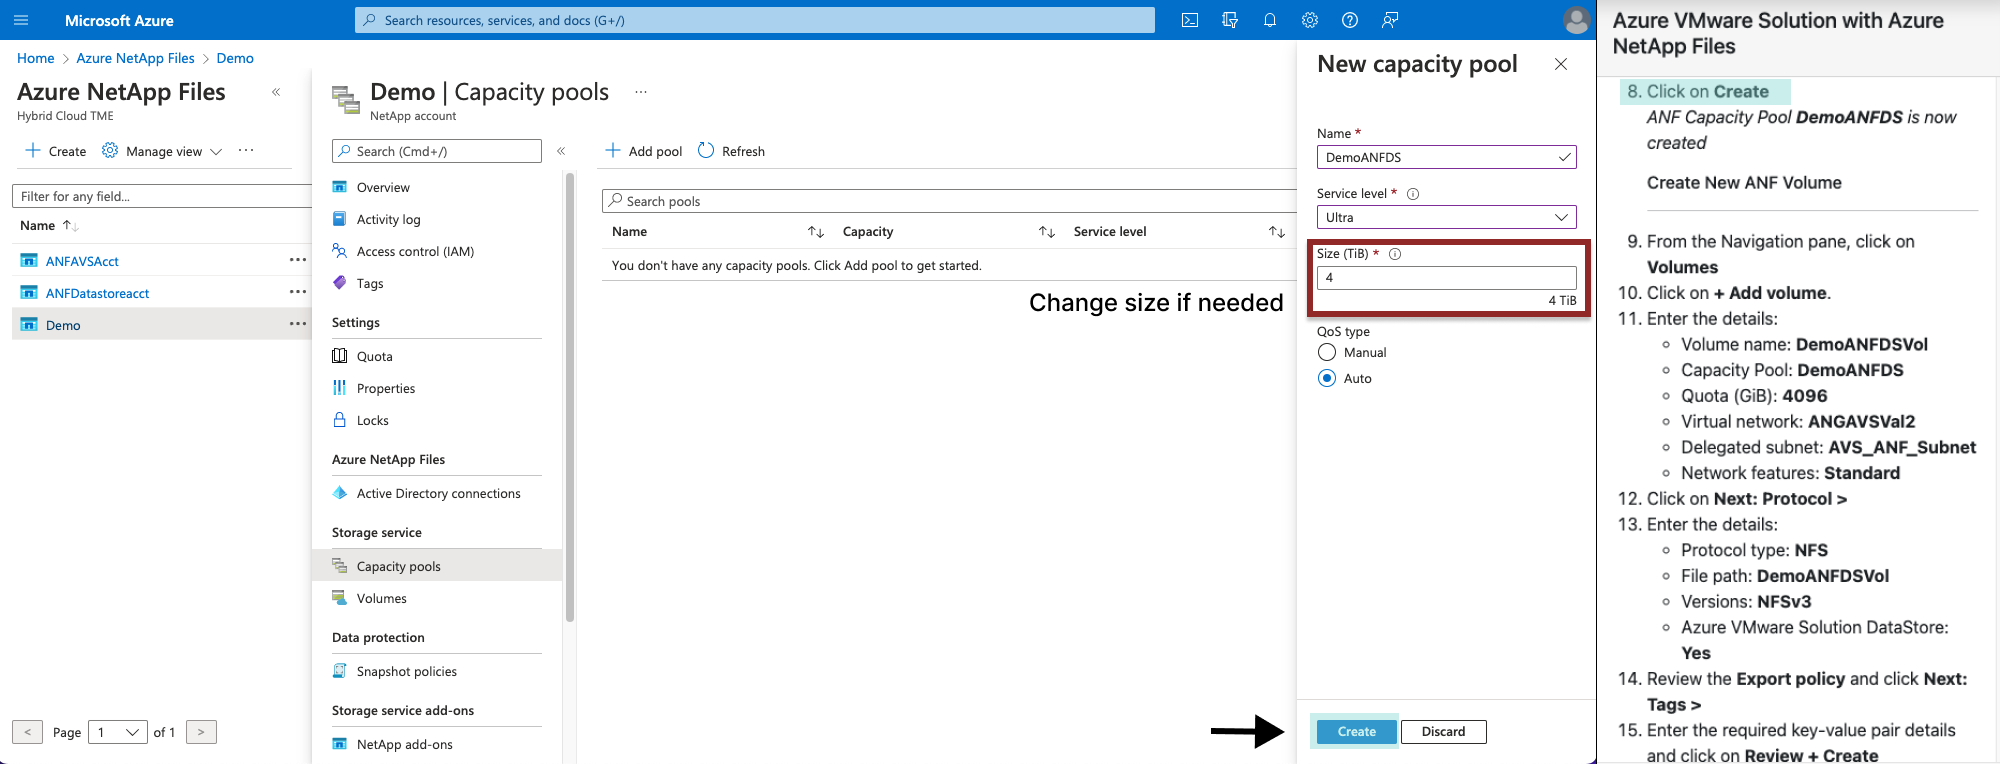 Microsoft Azure
Search resources, services, and docs (G+/)
Home > Azure NetApp Files > Demo
Azure NetApp Files
Hybrid Cloud TME
Create Manage view ...
Filter for any field...
Name
ANFAVSAcct ...
ANFDatastoreacct ...
Demo ...
< Page 1 of 1 >
Demo | Capacity pools ...
NetApp account
Search (Cmd+/)
Overview
Activity log
Access control (IAM)
Tags
Settings
Quota
Properties
Locks
Azure NetApp Files
Active Directory connections
Storage service
Capacity pools
Volumes
Data protection
Snapshot policies
Storage service add-ons
NetApp add-ons
Add pool Refresh
Search pools
Name Capacity Service level
You don't have any capacity pools. Click Add pool to get started.
Change size if needed
New capacity pool
Name *
DemoANFDS
Service level *
Ultra
Size (TiB) *
4
4 TiB
QoS type
Manual
Auto
Create Discard
Azure VMware Solution with Azure
NetApp Files
8. Click on Create
ANF Capacity Pool DemoANFDS is now
created
Create New ANF Volume
9. From the Navigation pane, click on
Volumes
10. Click on + Add volume.
11. Enter the details:
Volume name: DemoANFDSVol
Capacity Pool: DemoANFDS
Quota (GiB): 4096
Virtual network: ANGAVSVal2
Delegated subnet: AVS_ANF_Subnet
Network features: Standard
12. Click on Next: Protocol >
13. Enter the details:
Protocol type: NFS
File path: DemoANFDSVol
Versions: NFSv3
Azure VMware Solution DataStore:
Yes
14. Review the Export policy and click Next:
Tags >
15. Enter the required key-value pair details
and click on Review + Create